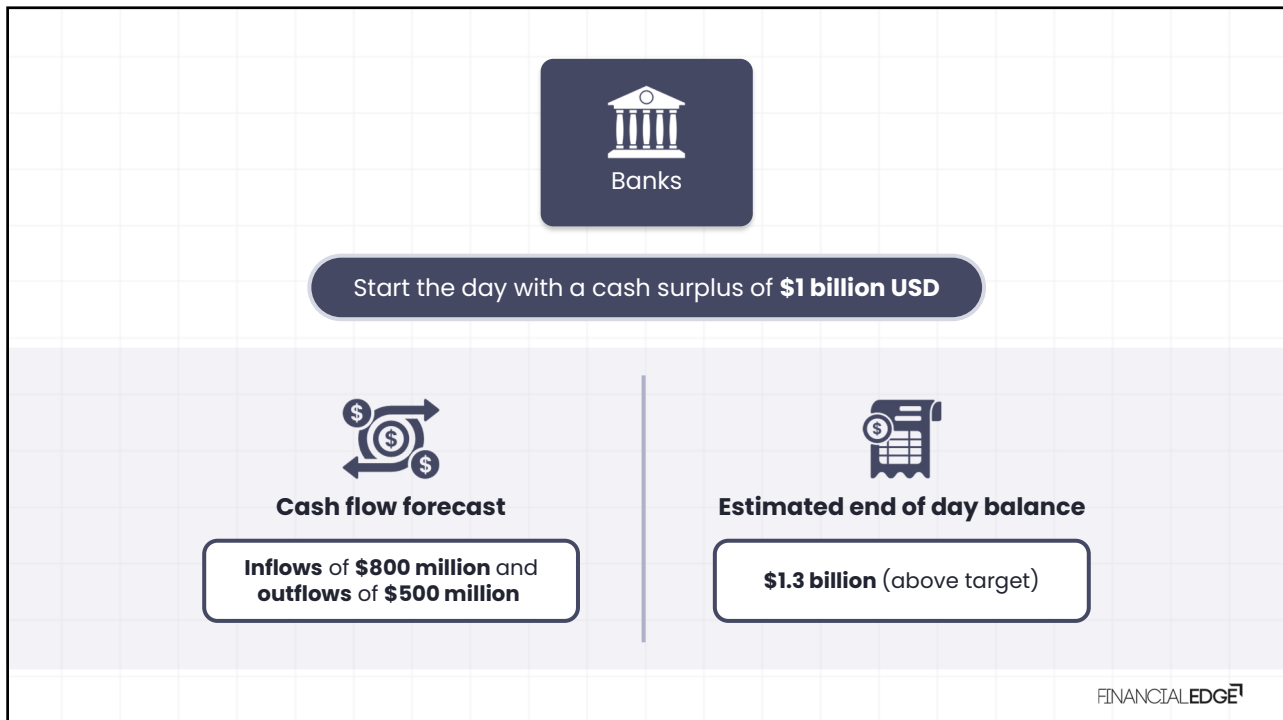 Banks
Start the day with a cash surplus of $1 billion USD
$
$
$
Cash flow forecast
Inflows of $800 million and
outflows of $500 million
$
Estimated end of day balance
$1.3 billion (above target)
FINANCIALEDGE